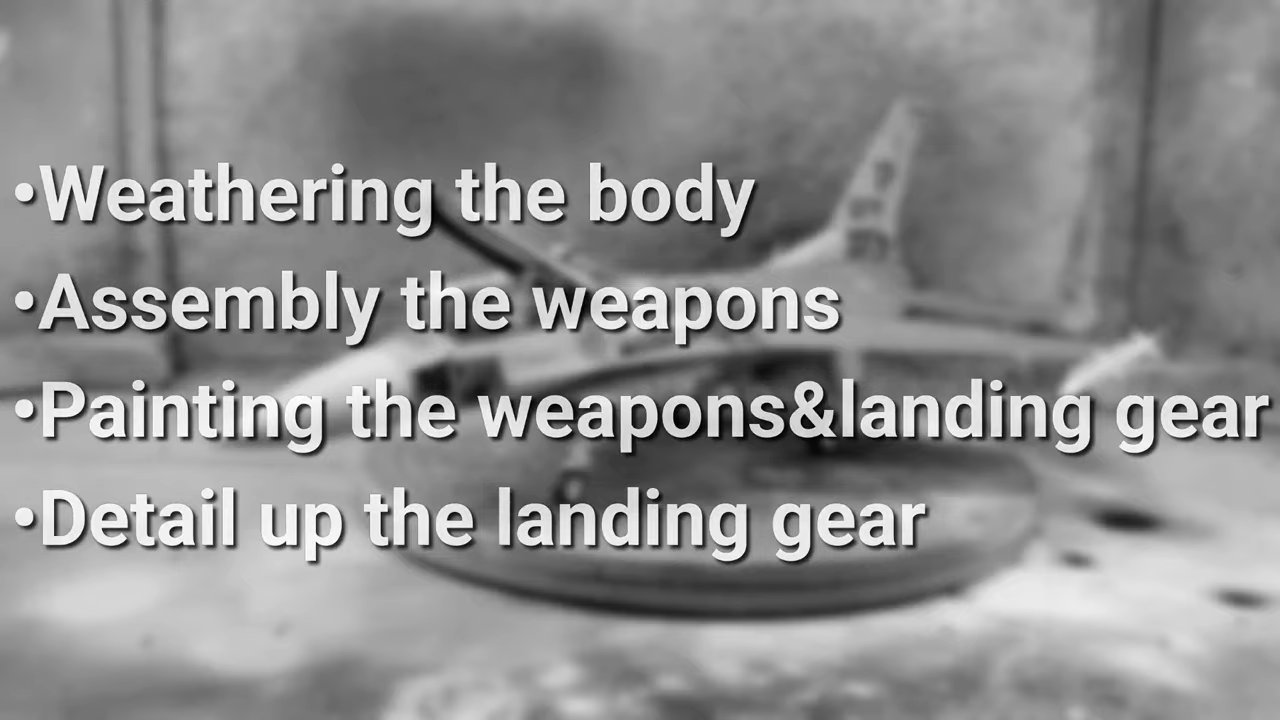 •Weathering the body
•Assembly the weapons
•Painting the weapons&landing gear
•Detail up the landing gear